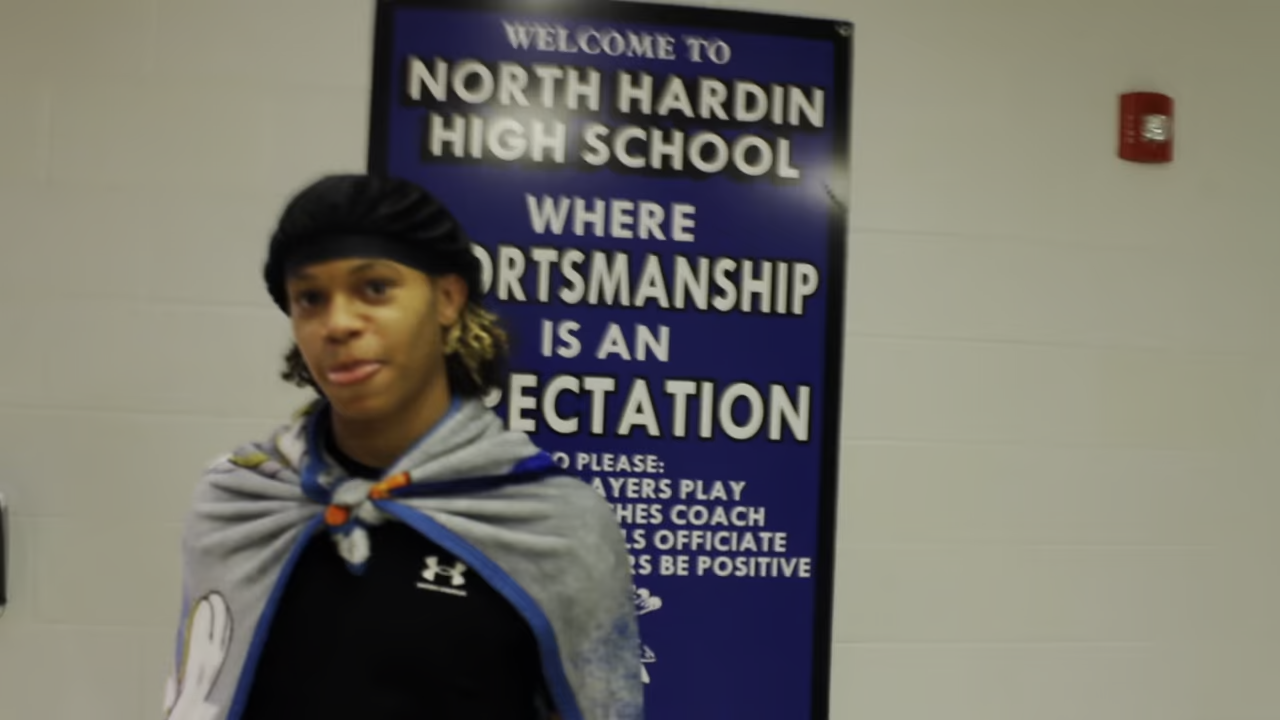 WELCOME TO
NORTH HARDIN
HIGH SCHOOL
WHERE
ORTSMANSHIP
IS AN
ECTATION
O PLEASE:
AYERS PLAY
HES COACH
LS OFFICIATE
RS BE POSITIVE